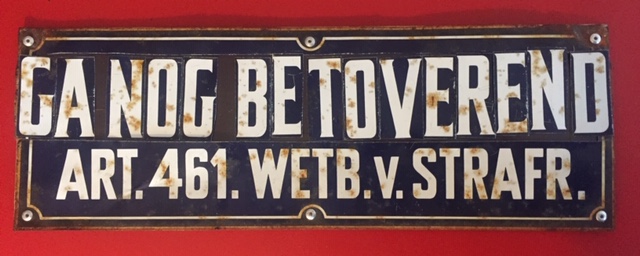 GA NOG BETOVEREND
ART. 461. WETB. v. STRAFR.